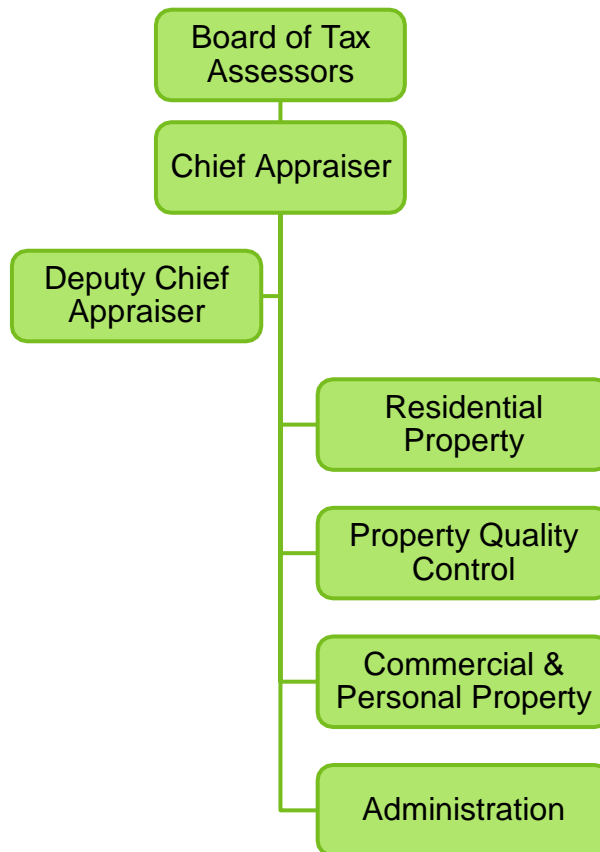 Board of Tax
Assessors
Chief Appraiser
Deputy Chief
Appraiser
Residential
Property
Property Quality
Control
Commercial &
Personal Property
Administration